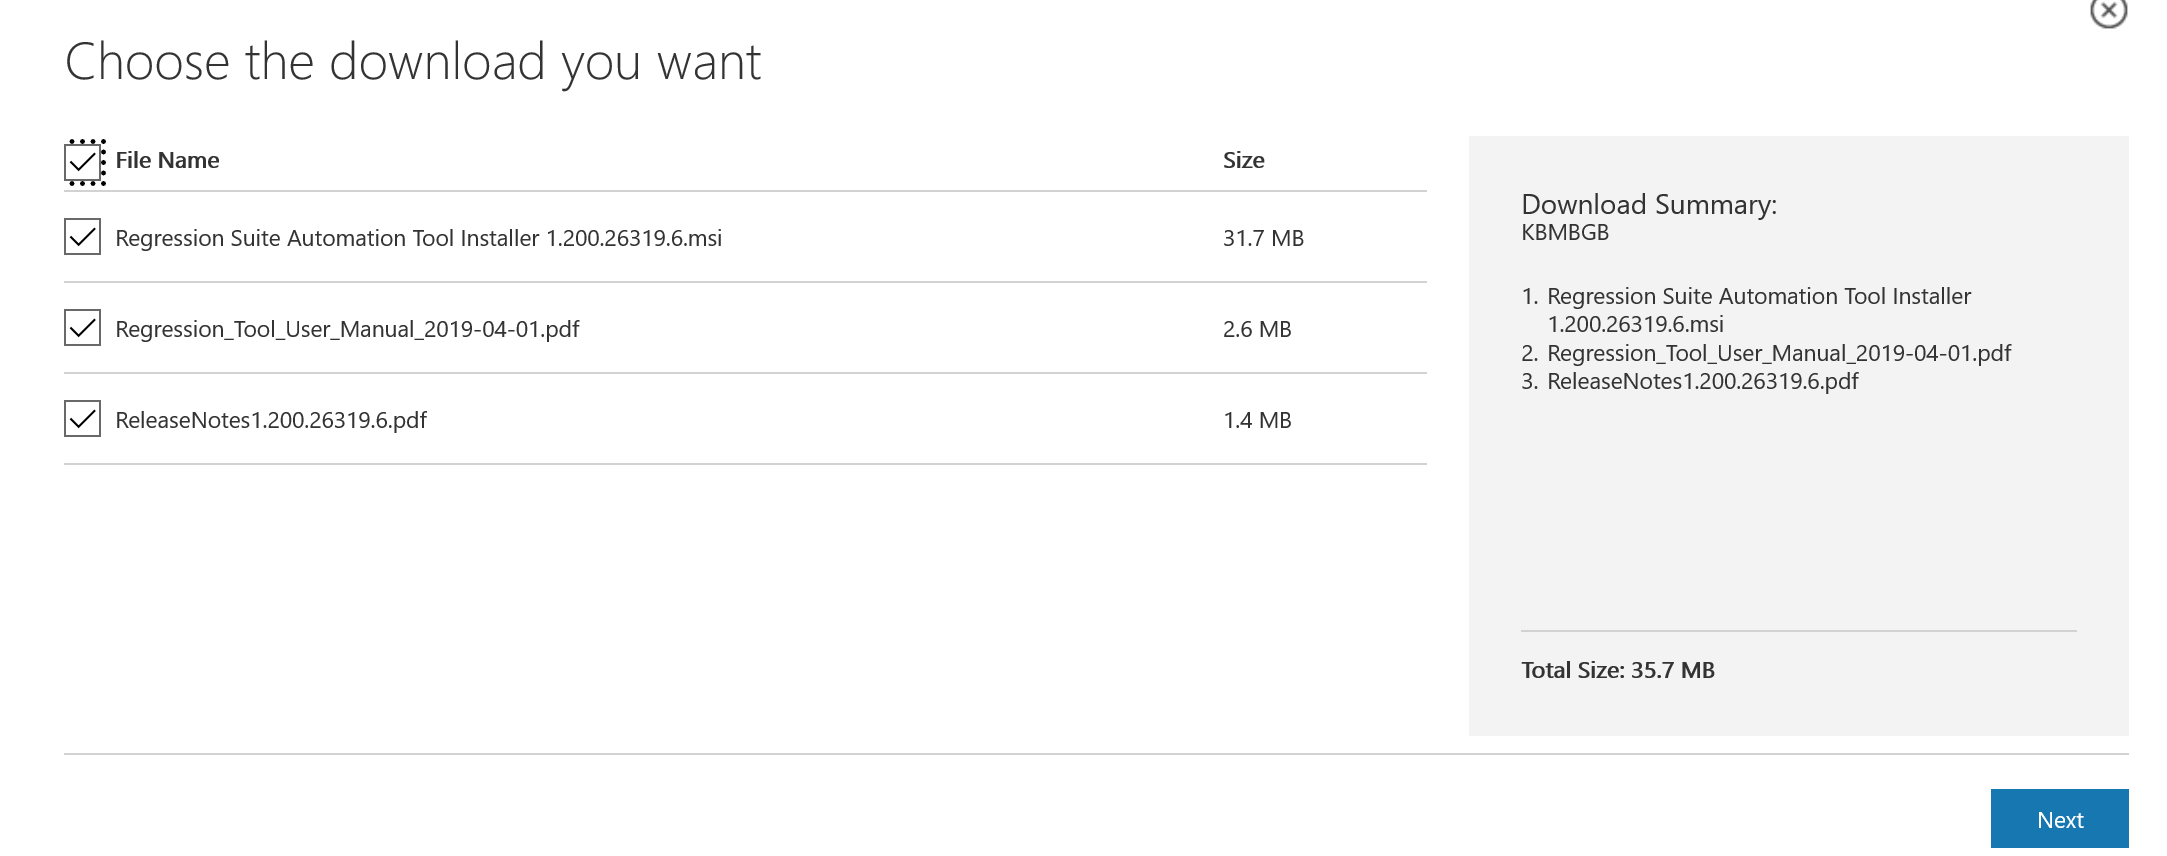 Choose the download you want
File Name Size
Regression Suite Automation Tool Installer 1.200.26319.6.msi 31.7 MB
Regression_Tool_User_Manual_2019-04-01.pdf 2.6 MB
ReleaseNotes1.200.26319.6.pdf 1.4 MB
Download Summary:
KBMBGB
1. Regression Suite Automation Tool Installer
1.200.26319.6.msi
2. Regression_Tool_User_Manual_2019-04-01.pdf
3. ReleaseNotes1.200.26319.6.pdf
Total Size: 35.7 MB
Next